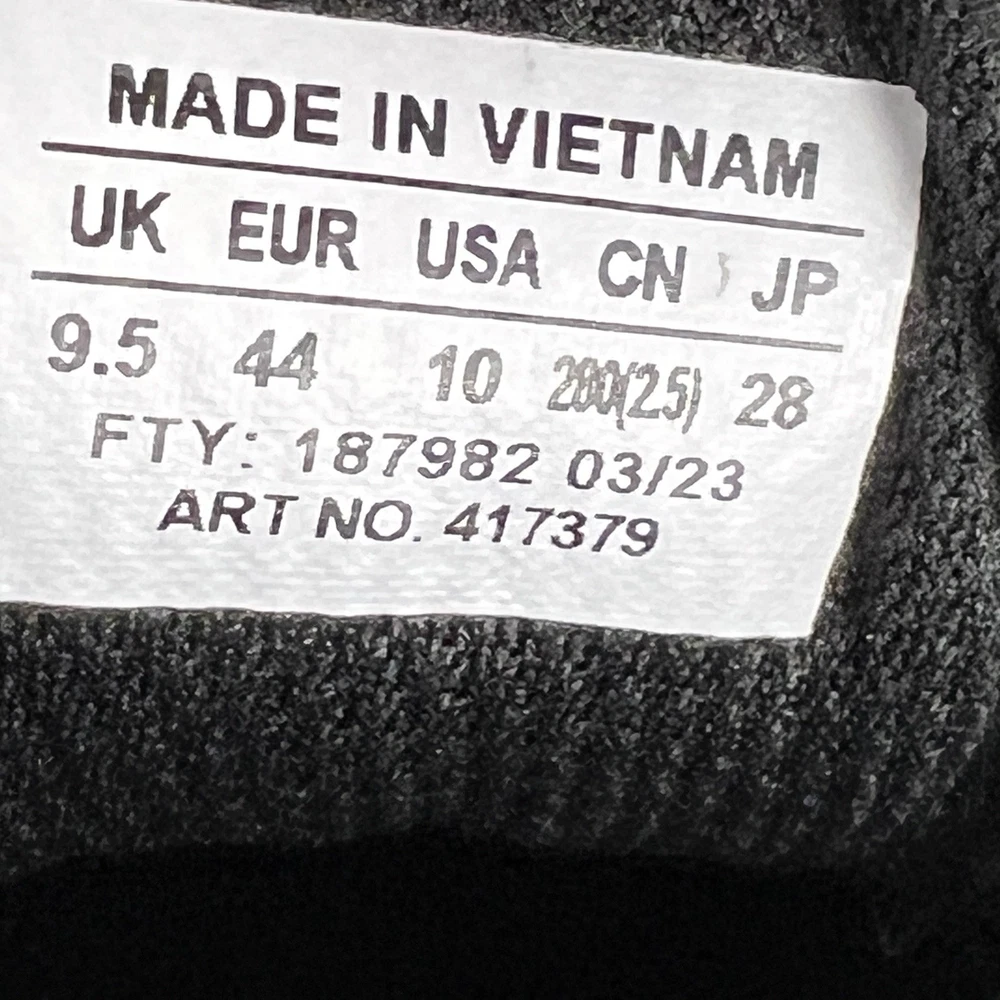 MADE IN VIETNAM
UK EUR USA CN JP
9.5 44 10 280(2.5) 28
FTY: 187982 03/23
ART NO. 417379